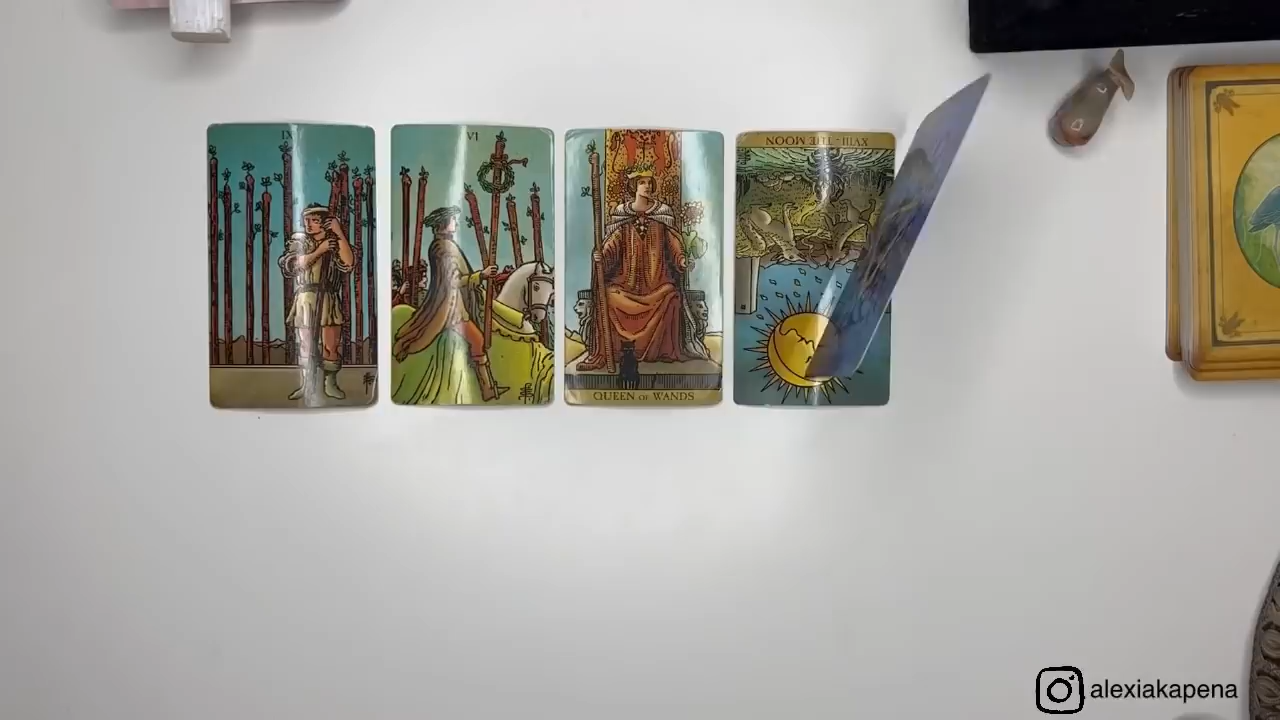 IX
VI
QUEEN OF WANDS
XVIII - THE MOON
alexiakapena